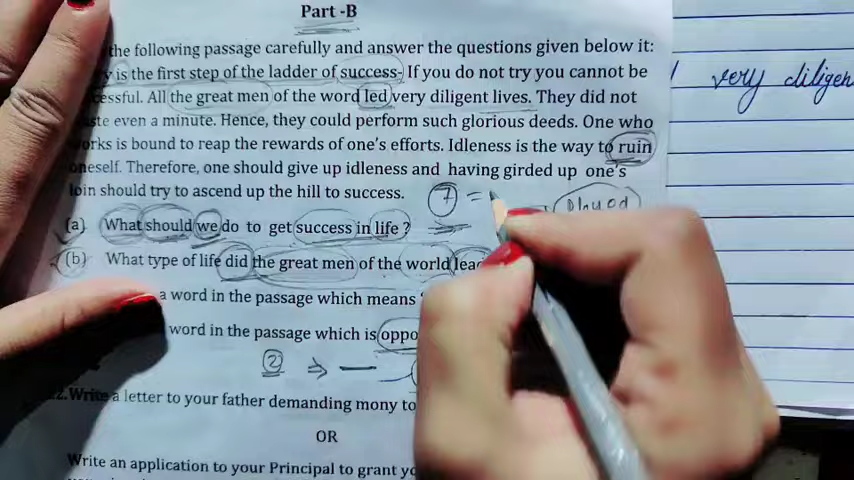 Part -B
the following passage carefully and answer the questions given below it:
is the first step of the ladder of success- If you do not try you cannot be
All the great men of the word led very diligent lives. They did not
even a minute. Hence, they could perform such glorious deeds. One who
is bound to reap the rewards of one's efforts. Idleness is the way to ruin
oneself. Therefore, one should give up idleness and having girded up one's
loin should try to ascend up the hill to success.
(a) What should we do to get success in life ?
(b) What type of life did the great men of the world lead
a word in the passage which means
word in the passage which is
Write a letter to your father demanding mony to
OR
Write an application to your Principal to grant
very
7 =
played
2 ⇒ —